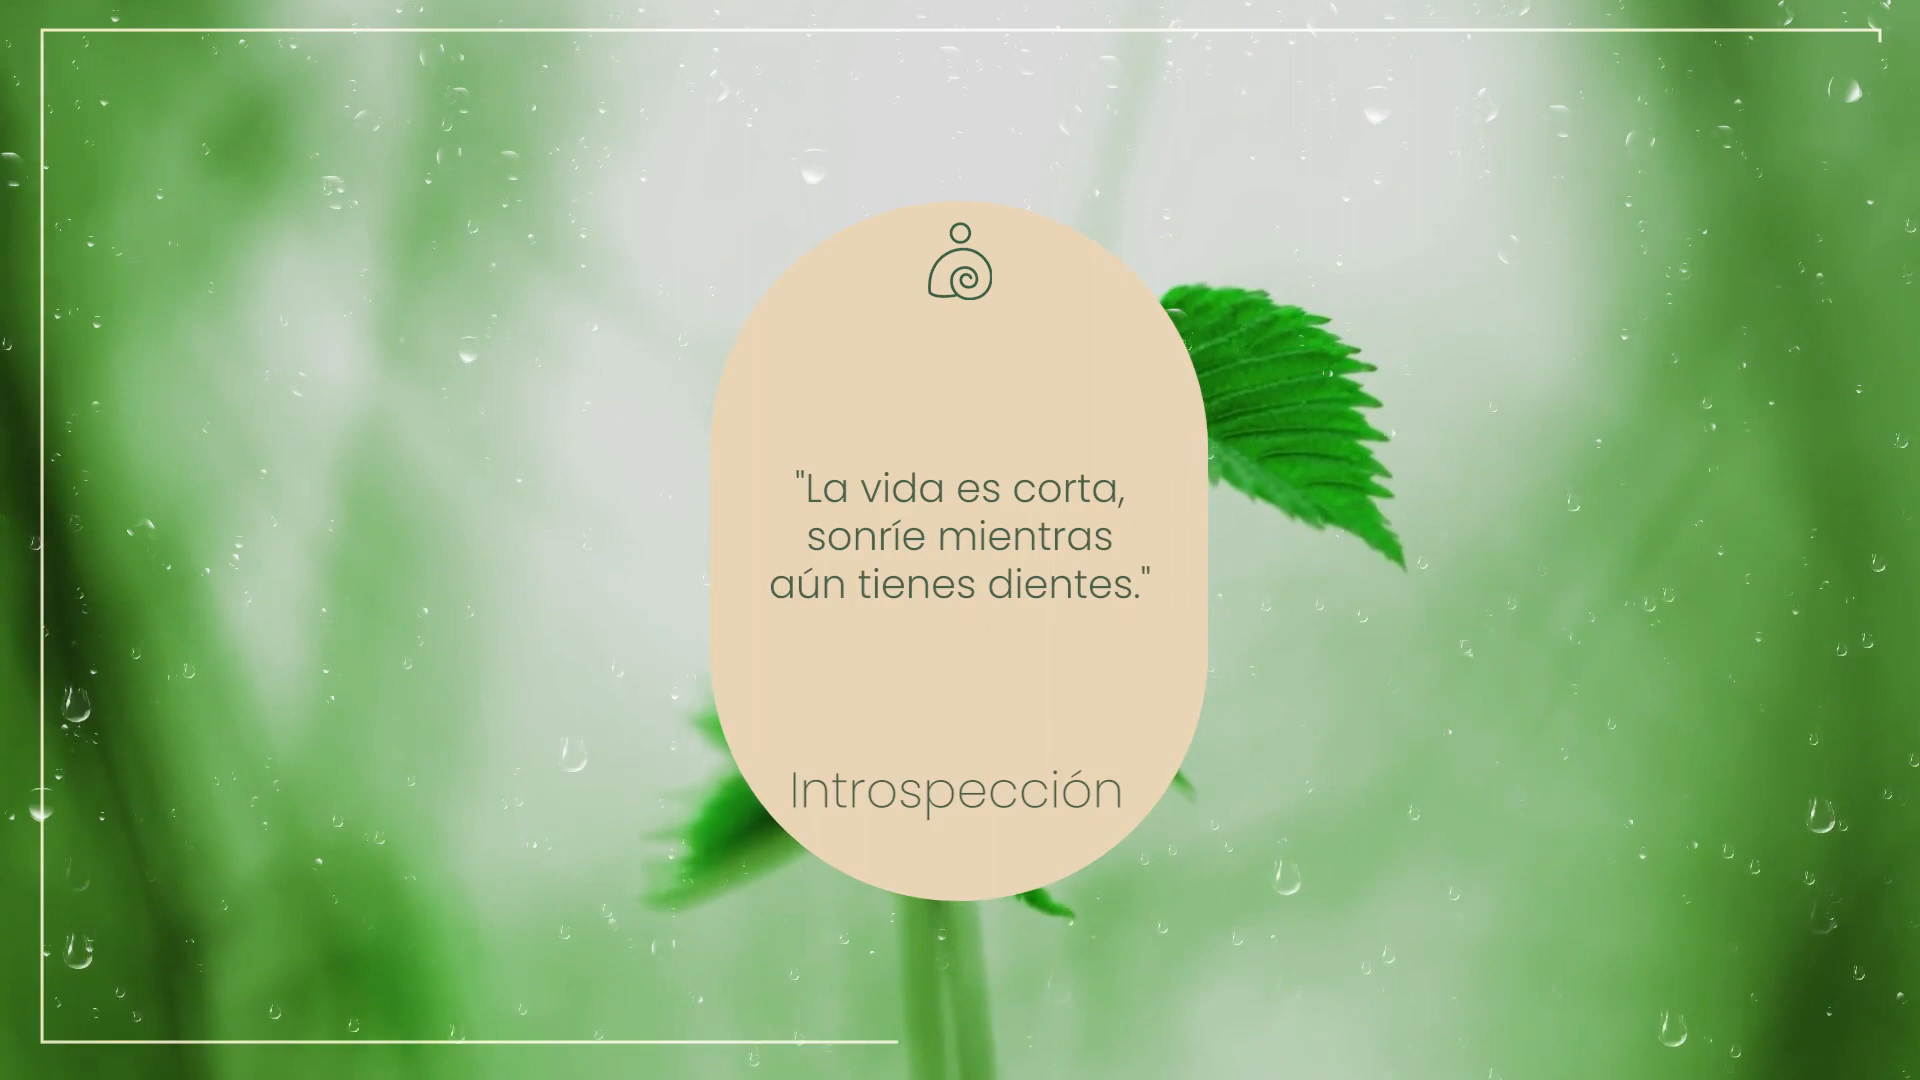 "La vida es corta,
sonríe mientras
aún tienes dientes."
Introspección